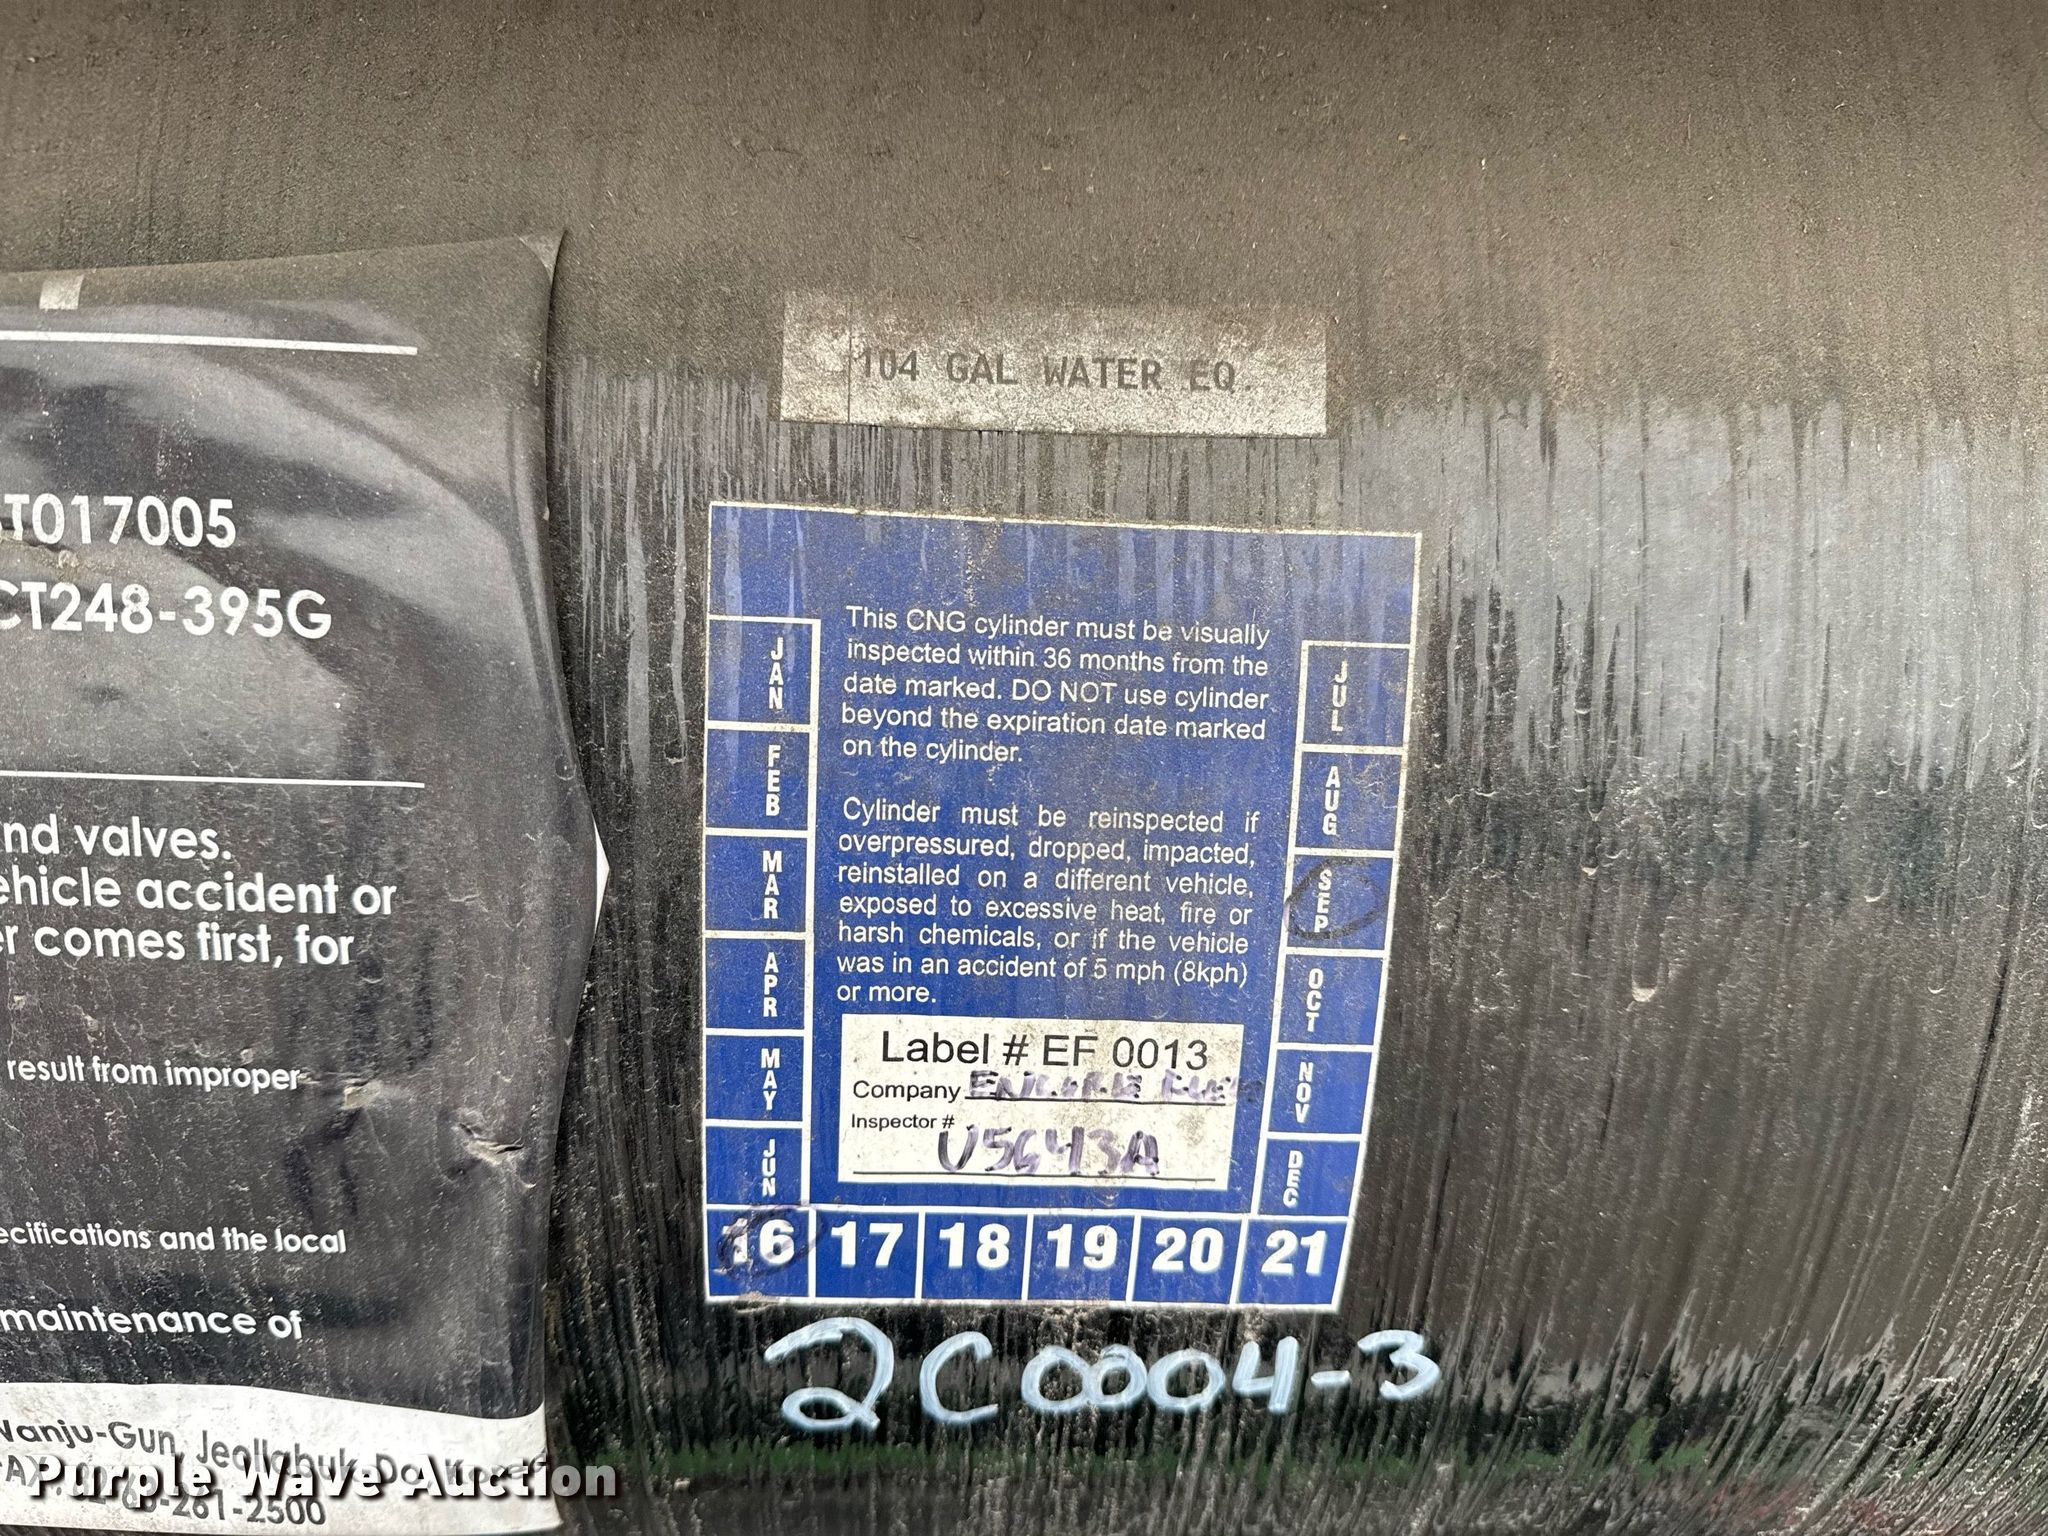 104 GAL WATER EQ.
T017005
CT248-395G
nd valves.
ehicle accident or
r comes first, for
result from improper
ecifications and the local
maintenance of
Wanju-Gun, Jeollabuk-Do, Korea
261-2500
This CNG cylinder must be visually
inspected within 36 months from the
date marked. DO NOT use cylinder
beyond the expiration date marked
on the cylinder.
Cylinder must be reinspected if
overpressured, dropped, impacted,
reinstalled on a different vehicle,
exposed to excessive heat, fire or
harsh chemicals, or if the vehicle
was in an accident of 5 mph (8kph)
or more.
JAN
FEB
MAR
APR
MAY
JUN
JUL
AUG
SEP
OCT
NOV
DEC
Label # EF 0013
Company
Inspector # U5643A
16 17 18 19 20 21
2C0004-3
Purple Wave Auction